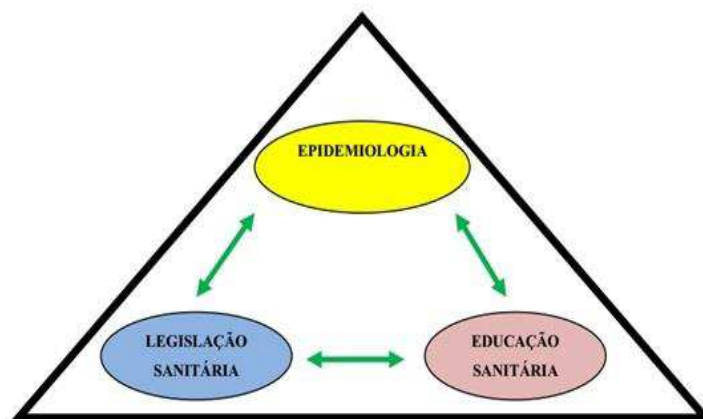 EPIDEMIOLOGIA
LEGISLAÇÃO
SANITÁRIA
EDUCAÇÃO
SANITÁRIA